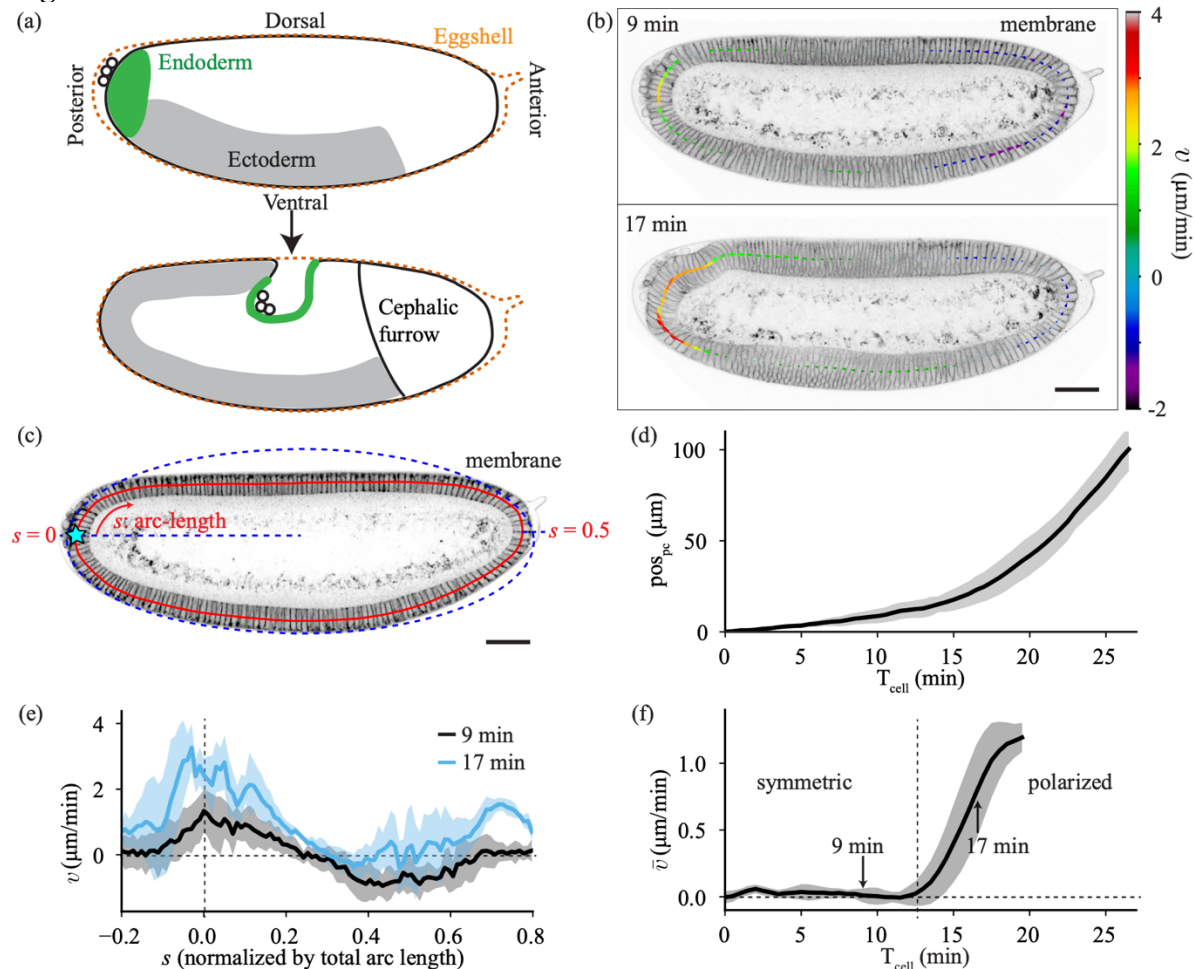 (a)
Dorsal
Eggshell
Endoderm
Posterior
Anterior
Ectoderm
Ventral
Cephalic
furrow
(b)
9 min
membrane
17 min
4
2
0
-2
υ (μm/min)
(c)
membrane
s: arc-length
s = 0
s = 0.5
(d)
100
50
0
pos_pc (μm)
0 5 10 15 20 25
T_cell (min)
(e)
9 min
17 min
4
2
0
v (μm/min)
−0.2 0.0 0.2 0.4 0.6 0.8
s (normalized by total arc length)
(f)
symmetric
polarized
9 min
17 min
1.0
0.5
0.0
v̄ (μm/min)
0 5 10 15 20 25
T_cell (min)